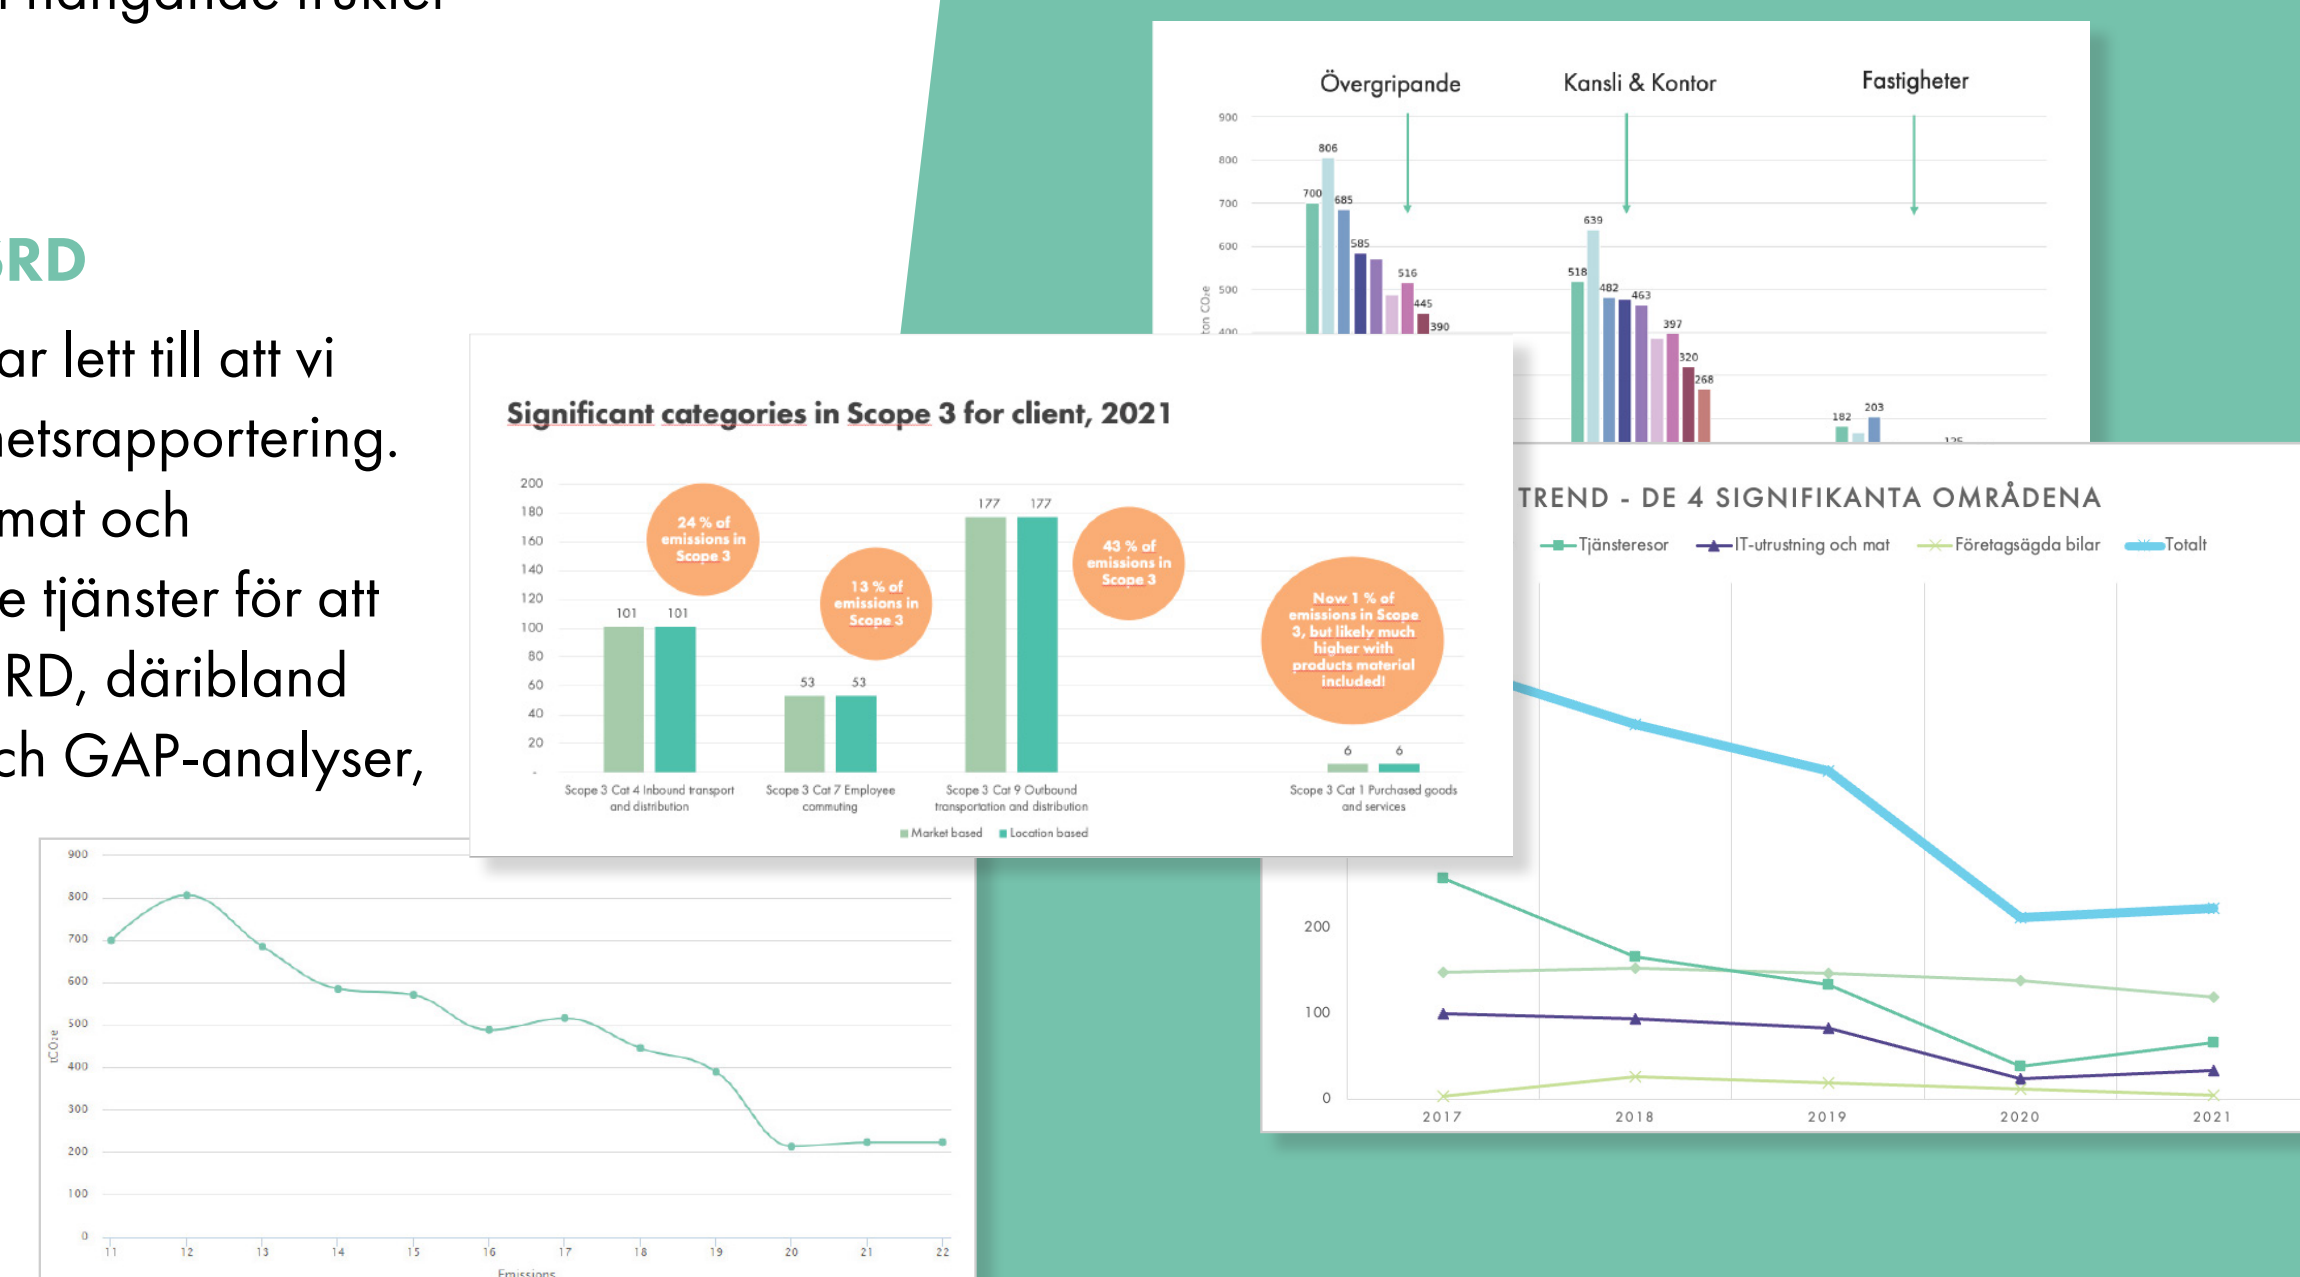 SRD
ar lett till att vi
hetsrapportering.
mat och
e tjänster för att
RD, däribland
ch GAP-analyser,
Övergripande Kansli & Kontor Fastigheter
900
800
700
600
500
400
ton CO₂e
700 806 685 585 516 445 390
518 639 482 463 397 320 268
182 203
Significant categories in Scope 3 for client, 2021
200
180
160
140
120
100
80
60
40
20
-
101 101
53 53
177 177
6 6
24 % of
emissions in
Scope 3
13 % of
emissions in
Scope 3
43 % of
emissions in
Scope 3
Now 1 % of
emissions in Scope
3, but likely much
higher with
products material
included!
Scope 3 Cat 4 Inbound transport
and distribution
Scope 3 Cat 7 Employee
commuting
Scope 3 Cat 9 Outbound
transportation and distribution
Scope 3 Cat 1 Purchased goods
and services
Market based Location based
TREND - DE 4 SIGNIFIKANTA OMRÅDENA
Tjänsteresor IT-utrustning och mat Företagsägda bilar Totalt
200
100
0
2017 2018 2019 2020 2021
900
800
700
600
500
400
300
200
100
0
tCO₂e
11 12 13 14 15 16 17 18 19 20 21 22
Emissions